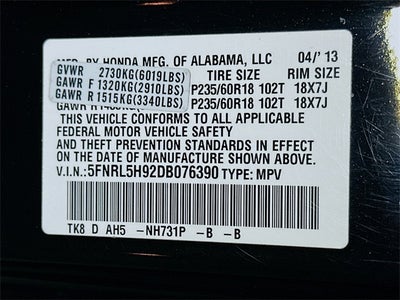 MFD. BY HONDA MFG. OF ALABAMA, LLC 04/'13
GVWR 2730KG(6019LBS) TIRE SIZE RIM SIZE
GAWR F 1320KG(2910LBS) P235/60R18 102T 18X7J
GAWR R 1515KG(3340LBS) P235/60R18 102T 18X7J
THIS VEHICLE CONFORMS TO ALL APPLICABLE
FEDERAL MOTOR VEHICLE SAFETY
AND THEFT PREVENTION STANDARDS IN EFFECT ON
THE DATE OF MANUFACTURE SHOWN ABOVE.
V.I.N.:5FNRL5H92DB076390 TYPE: MPV
TK8 D AH5 -NH731P -B -B